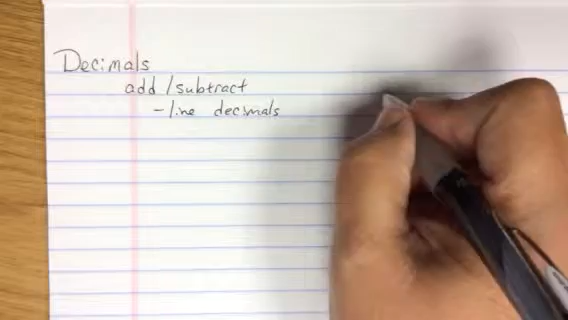 Decimals
add / subtract
- line decimals